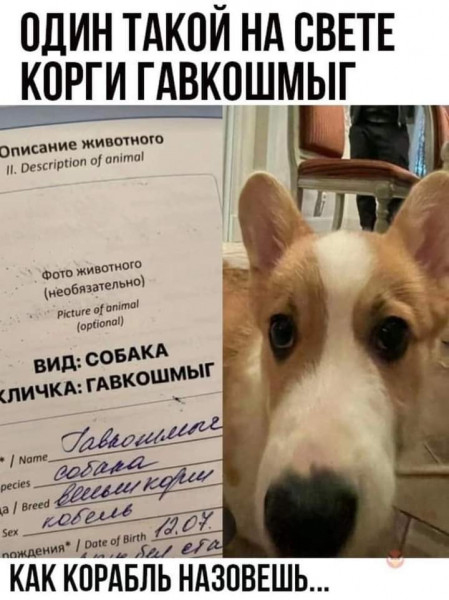 ОДИН ТАКОЙ НА СВЕТЕ
КОРГИ ГАВКОШМЫГ
Описание животного
II. Description of animal
Фото животного
(необязательно)
Picture of animal
(optional)
ВИД: СОБАКА
КЛИЧКА: ГАВКОШМЫГ
* / Name Гавкошмыг
pecies собака
а / Breed вельш корги
Sex кобель
рождения* / Date of Birth 12.07.
КАК КОРАБЛЬ НАЗОВЕШЬ...